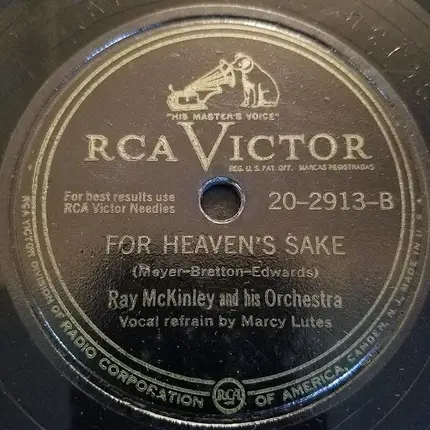 "HIS MASTER'S VOICE"
RCA VICTOR
REG. U.S. PAT. OFF. MARCAS REGISTRADAS
For best results use
RCA Victor Needles
20-2913-B
FOR HEAVEN'S SAKE
(Meyer-Bretton-Edwards)
Ray McKinley and his Orchestra
Vocal refrain by Marcy Lutes
RCA VICTOR DIVISION OF RADIO CORPORATION OF AMERICA, CAMDEN, N.J. MADE IN U.S.A.
RCA